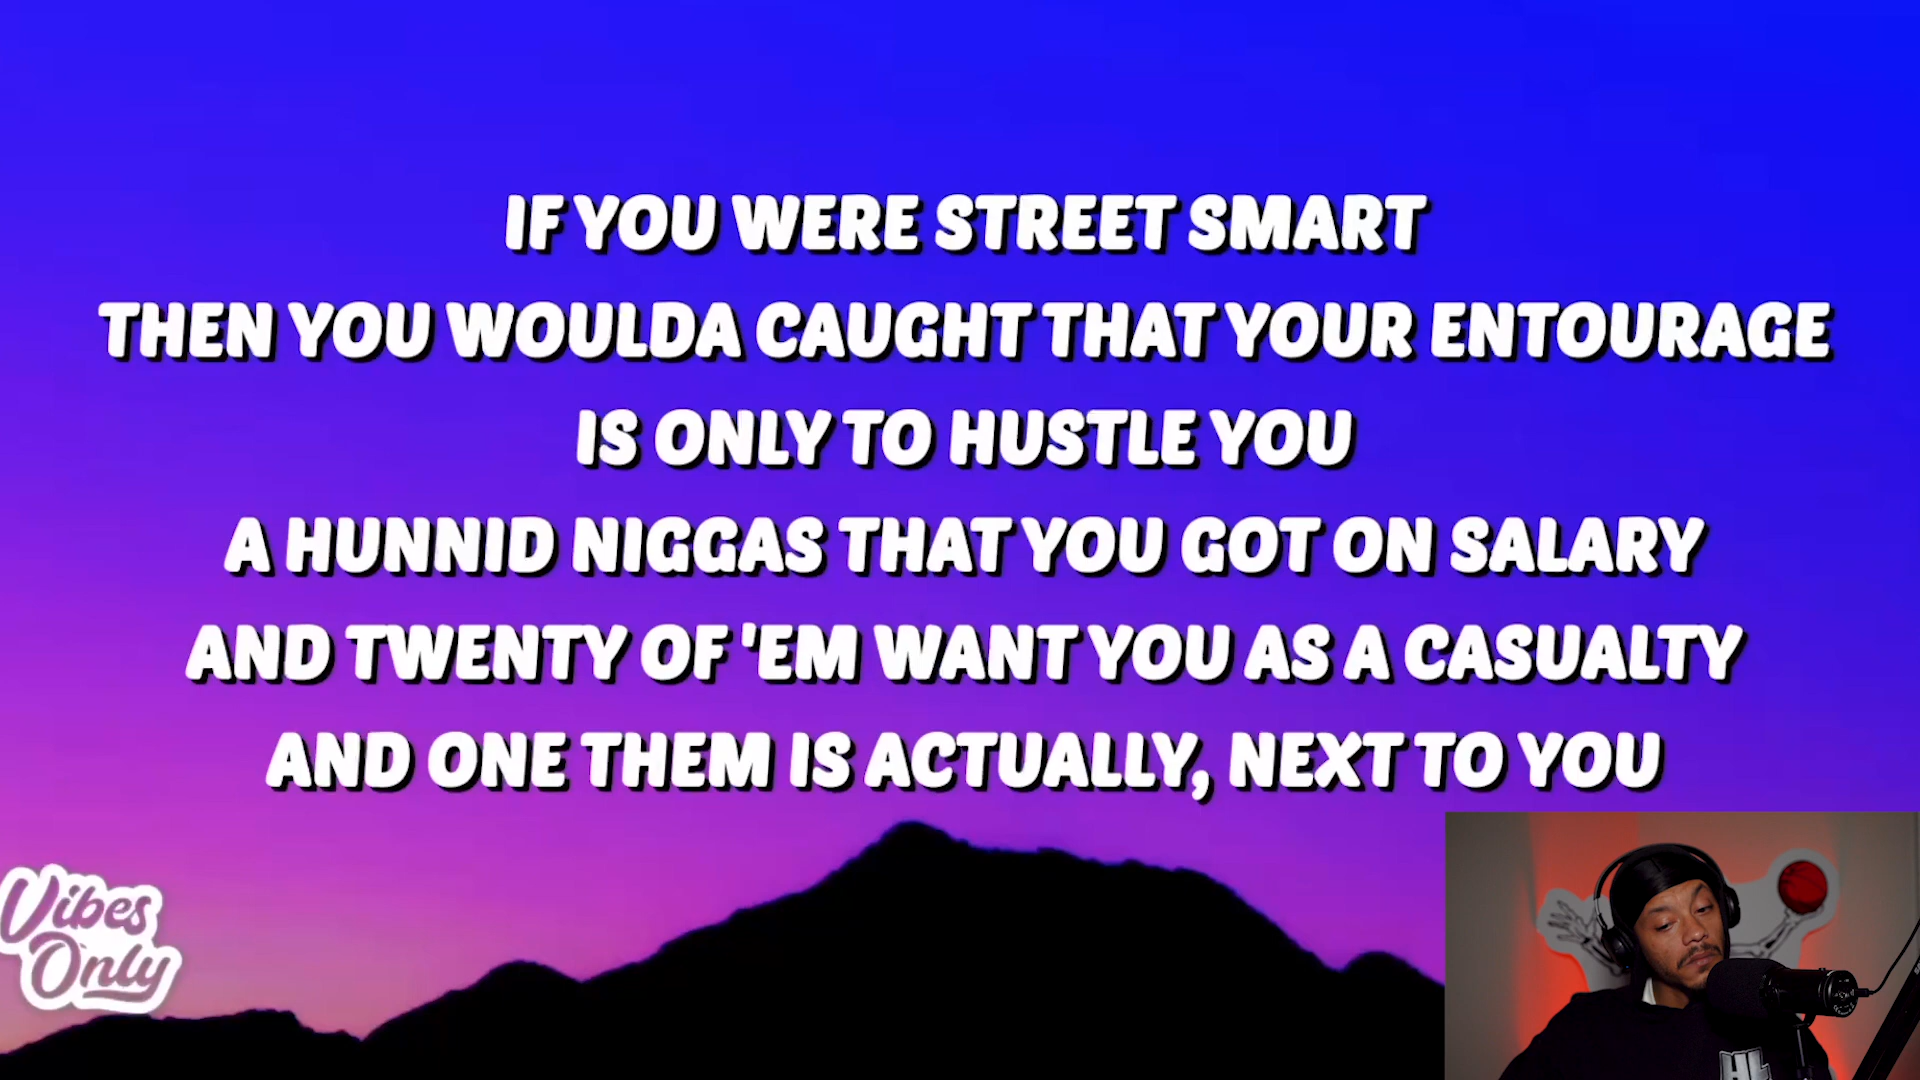 IF YOU WERE STREET SMART
THEN YOU WOULDA CAUGHT THAT YOUR ENTOURAGE
IS ONLY TO HUSTLE YOU
A HUNNID NIGGAS THAT YOU GOT ON SALARY
AND TWENTY OF 'EM WANT YOU AS A CASUALTY
AND ONE THEM IS ACTUALLY, NEXT TO YOU
Vibes
Only